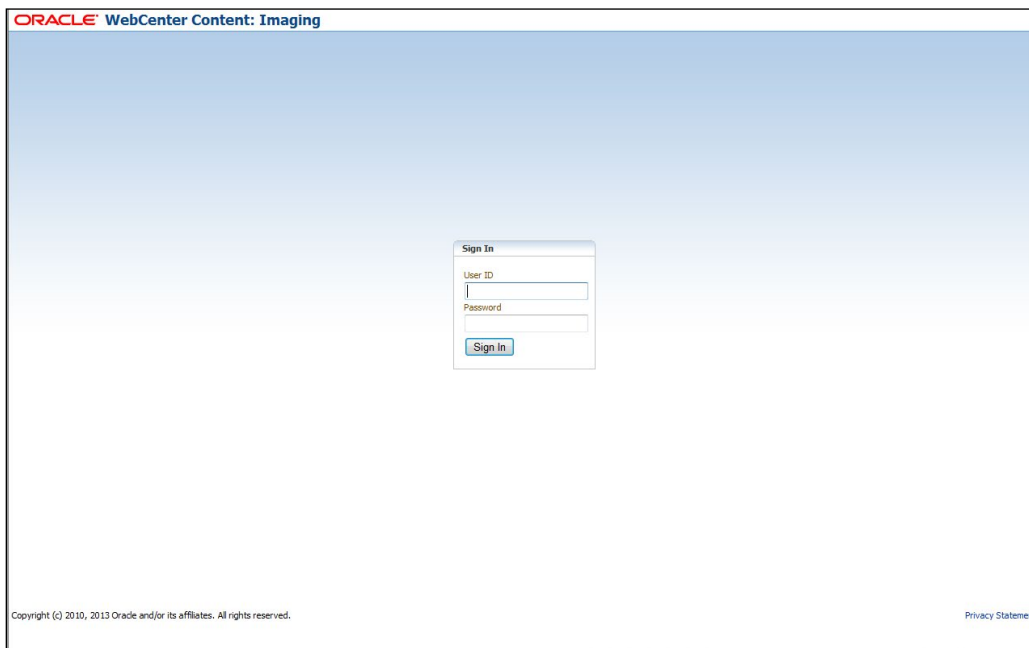 ORACLE® WebCenter Content: Imaging
Sign In
User ID
Password
Sign In
Copyright (c) 2010, 2013 Oracle and/or its affiliates. All rights reserved.
Privacy Stateme